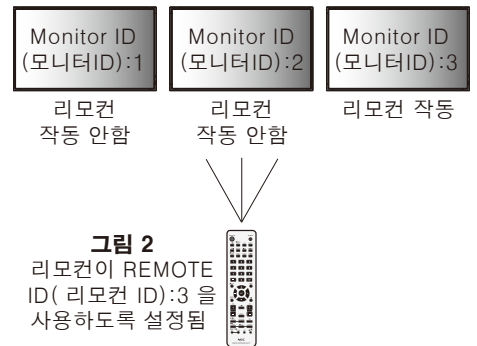 Monitor ID
(모니터ID):1
Monitor ID
(모니터ID):2
Monitor ID
(모니터ID):3
리모컨
작동 안함
리모컨
작동 안함
리모컨 작동
그림 2
리모컨이 REMOTE
ID( 리모컨 ID):3 을
사용하도록 설정됨
NEC